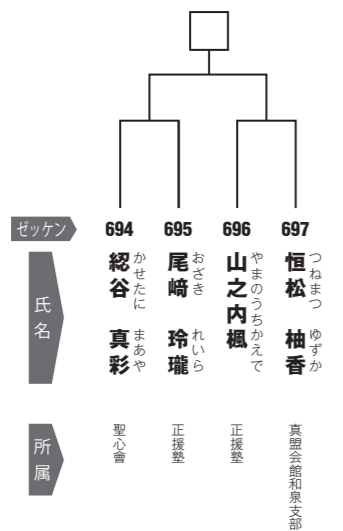 ゼッケン
694
695
696
697
氏名
綛谷 真彩
かせたに まあや
尾﨑 玲瓏
おざき れいら
山之内楓
やまのうちかえで
恒松 柚香
つねまつ ゆずか
所属
聖心會
正援塾
正援塾
真盟会館和泉支部